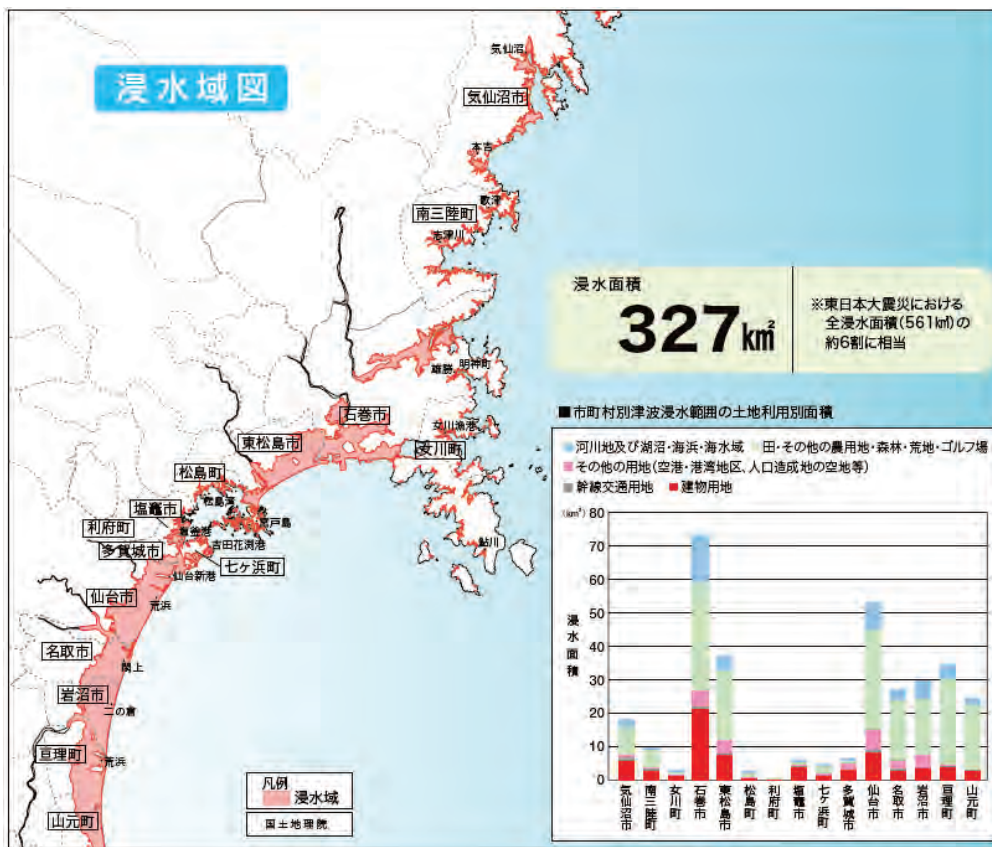 浸水域図
気仙沼
気仙沼市
本吉
歌津
南三陸町
志津川
雄勝
明神町
石巻市
女川漁港
女川町
東松島市
松島町
松島湾
宮戸島
塩竈市
塩釜港
利府町
吉田花渕港
多賀城市
七ヶ浜町
仙台新港
鮎川
仙台市
荒浜
名取市
閖上
岩沼市
二の倉
亘理町
荒浜
山元町
凡例
浸水域
国土地理院
浸水面積
327km²
※東日本大震災における
全浸水面積(561km²)の
約6割に相当
■市町村別津波浸水範囲の土地利用別面積
河川地及び湖沼・海浜・海水域
田・その他の農用地・森林・荒地・ゴルフ場
その他の用地(空港・港湾地区、人口造成地の空地等)
幹線交通用地
建物用地
(km²)
80
70
60
50
40
30
20
10
0
浸水面積
気仙沼市
南三陸町
女川町
石巻市
東松島市
松島町
利府町
塩竈市
七ヶ浜町
多賀城市
仙台市
名取市
岩沼市
亘理町
山元町